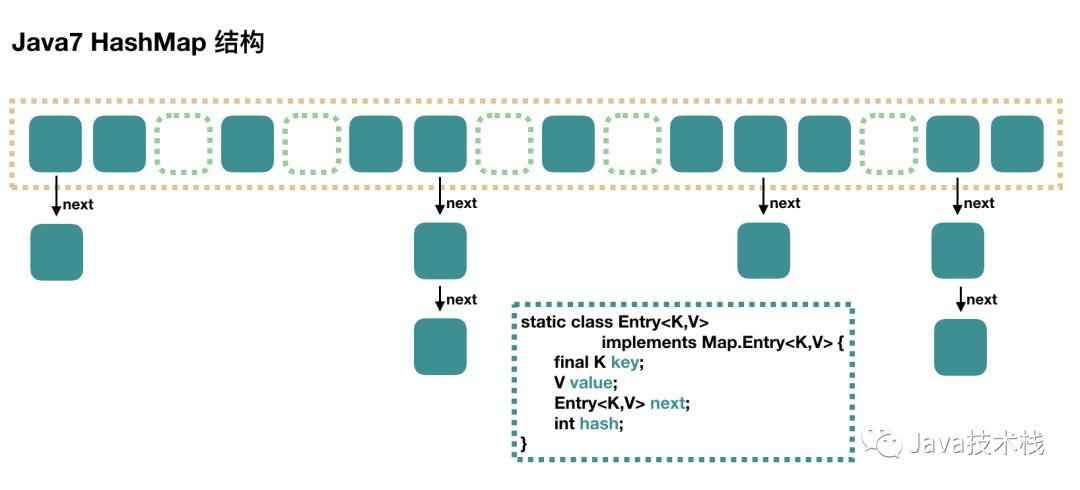 Java7 HashMap 结构
next
next
next
next
next
next
static class Entry<K,V>
implements Map.Entry<K,V> {
final K key;
V value;
Entry<K,V> next;
int hash;
}
Java技术栈